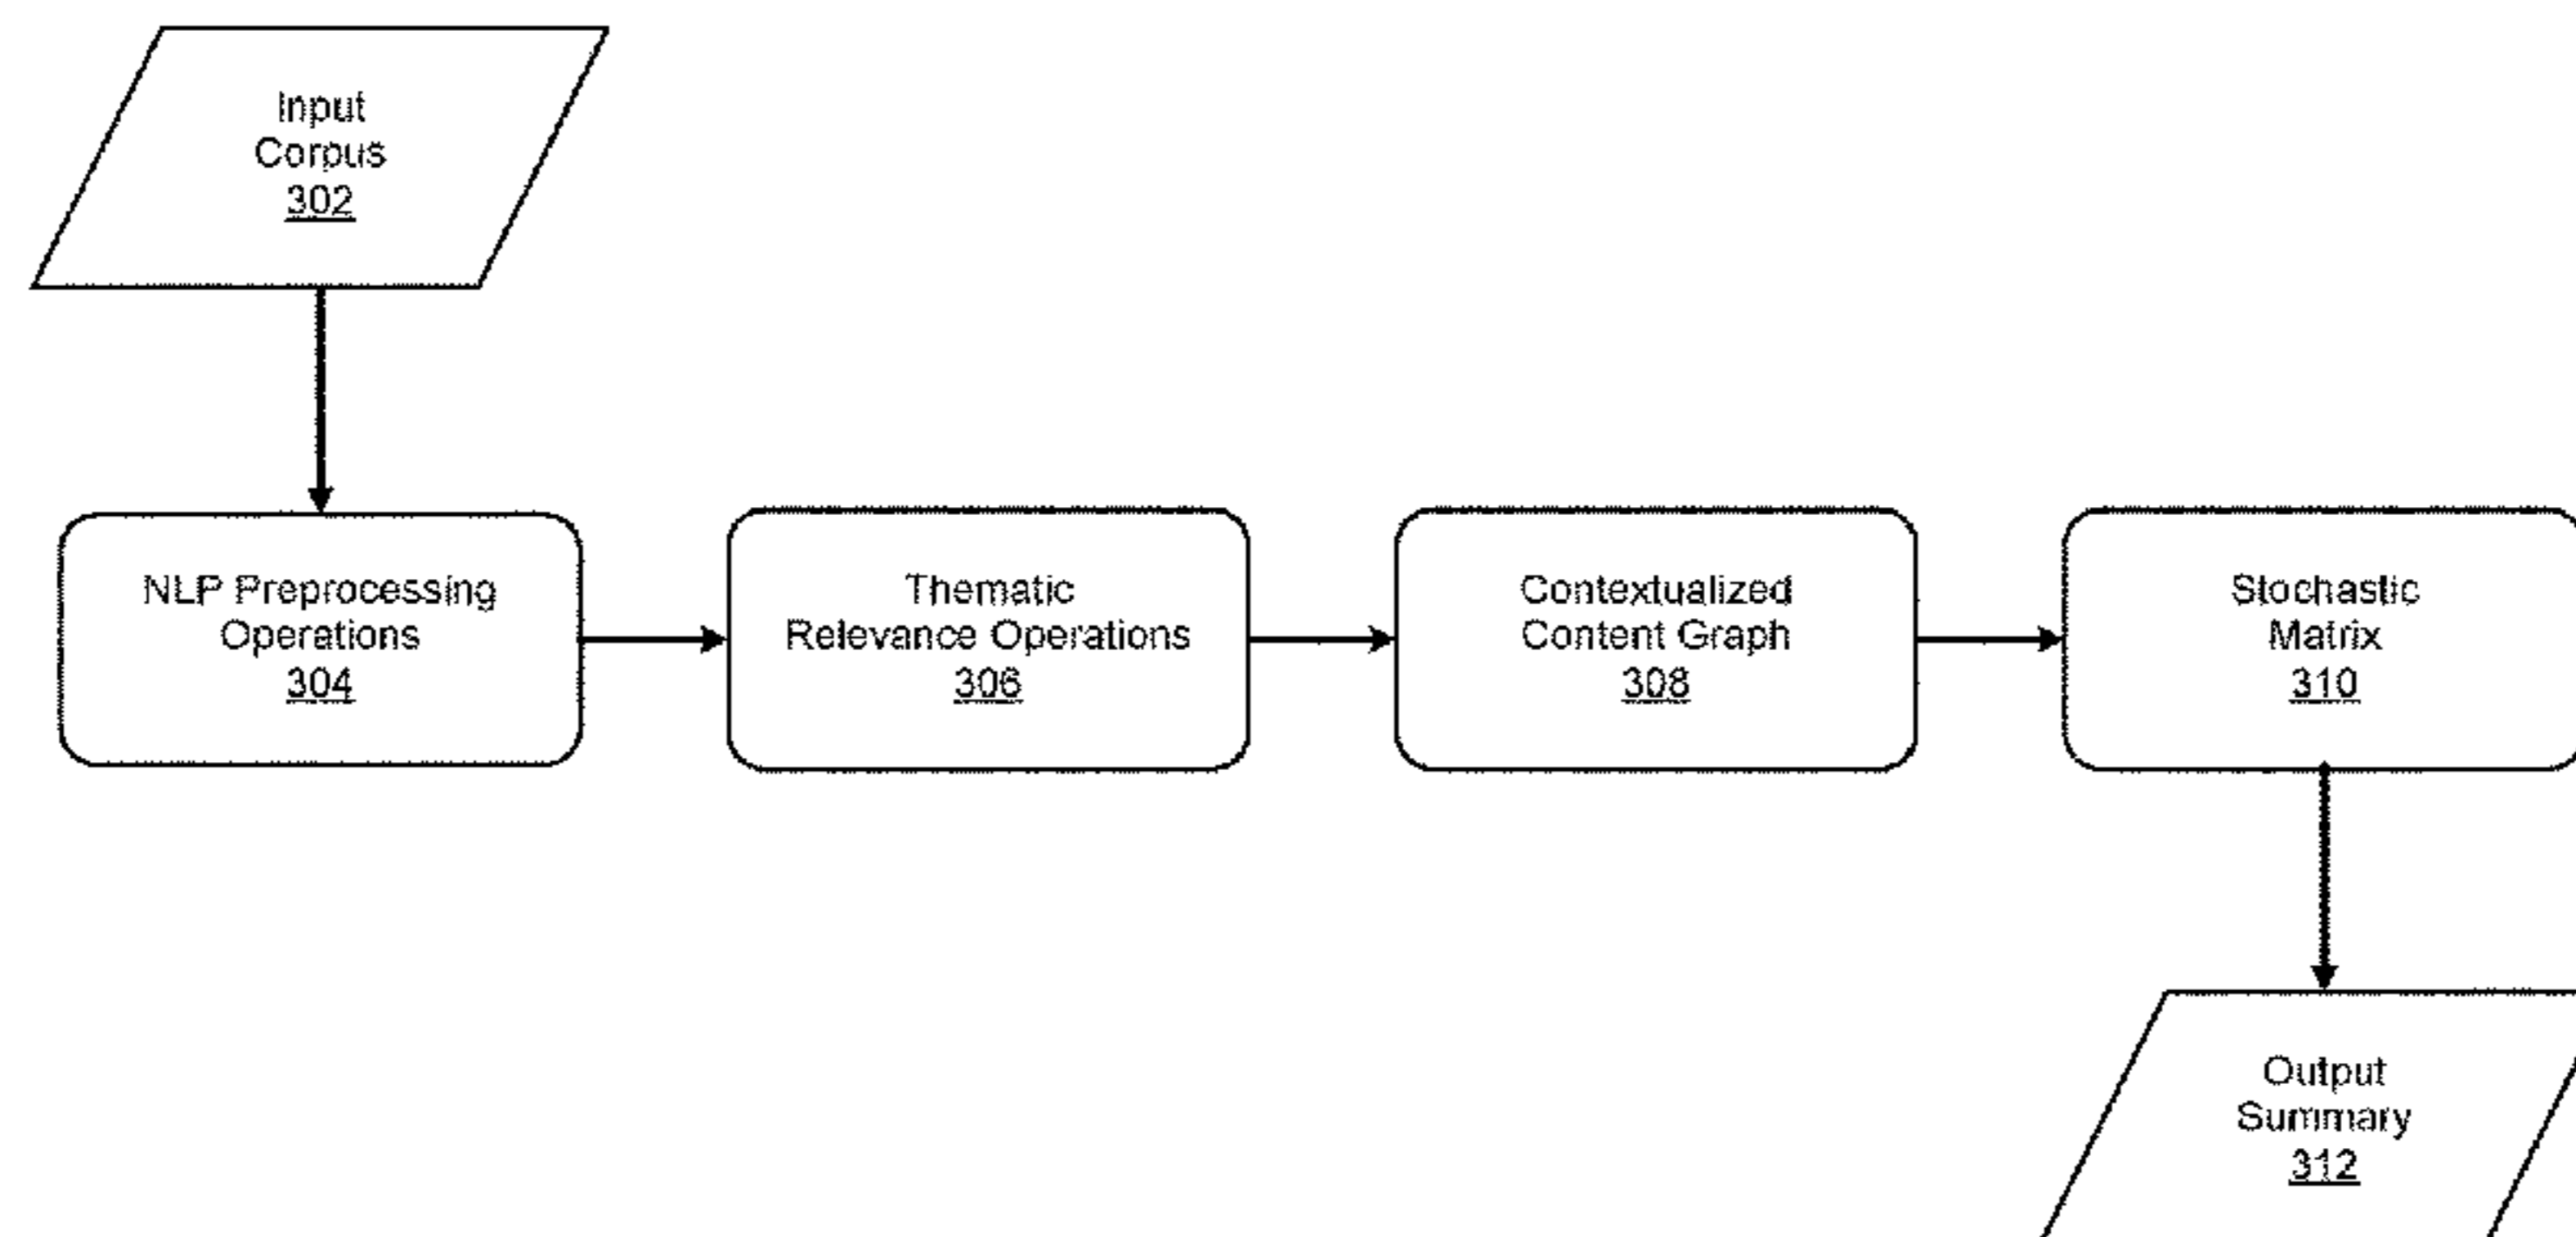 Input
Corpus
302
NLP Preprocessing
Operations
304
Thematic
Relevance Operations
306
Contextualized
Content Graph
308
Stochastic
Matrix
310
Output
Summary
312